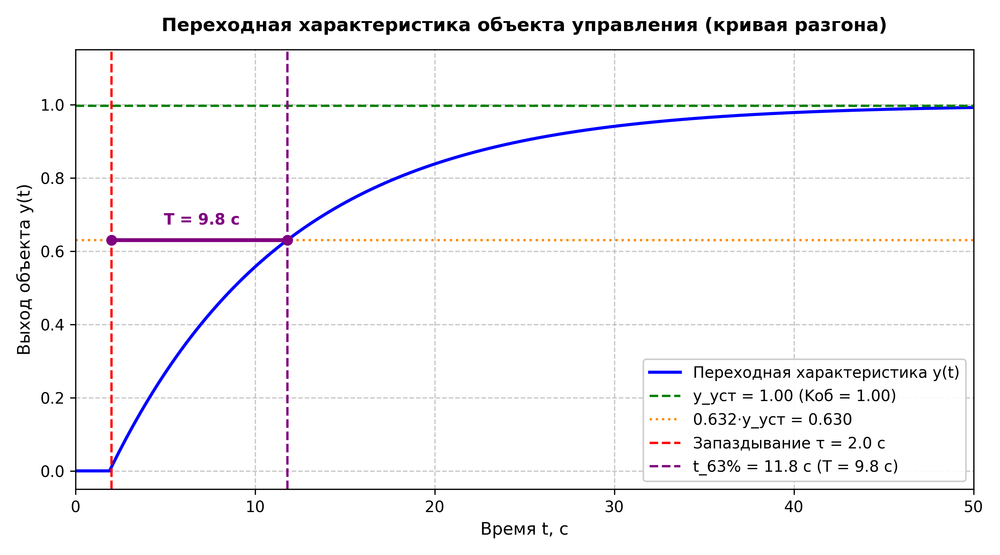 Переходная характеристика объекта управления (кривая разгона)
Выход объекта y(t)
1.0
0.8
0.6
0.4
0.2
0.0
T = 9.8 с
Переходная характеристика y(t)
y_уст = 1.00 (Коб = 1.00)
0.632·y_уст = 0.630
Запаздывание τ = 2.0 с
t_63% = 11.8 с (T = 9.8 с)
0 10 20 30 40 50
Время t, с